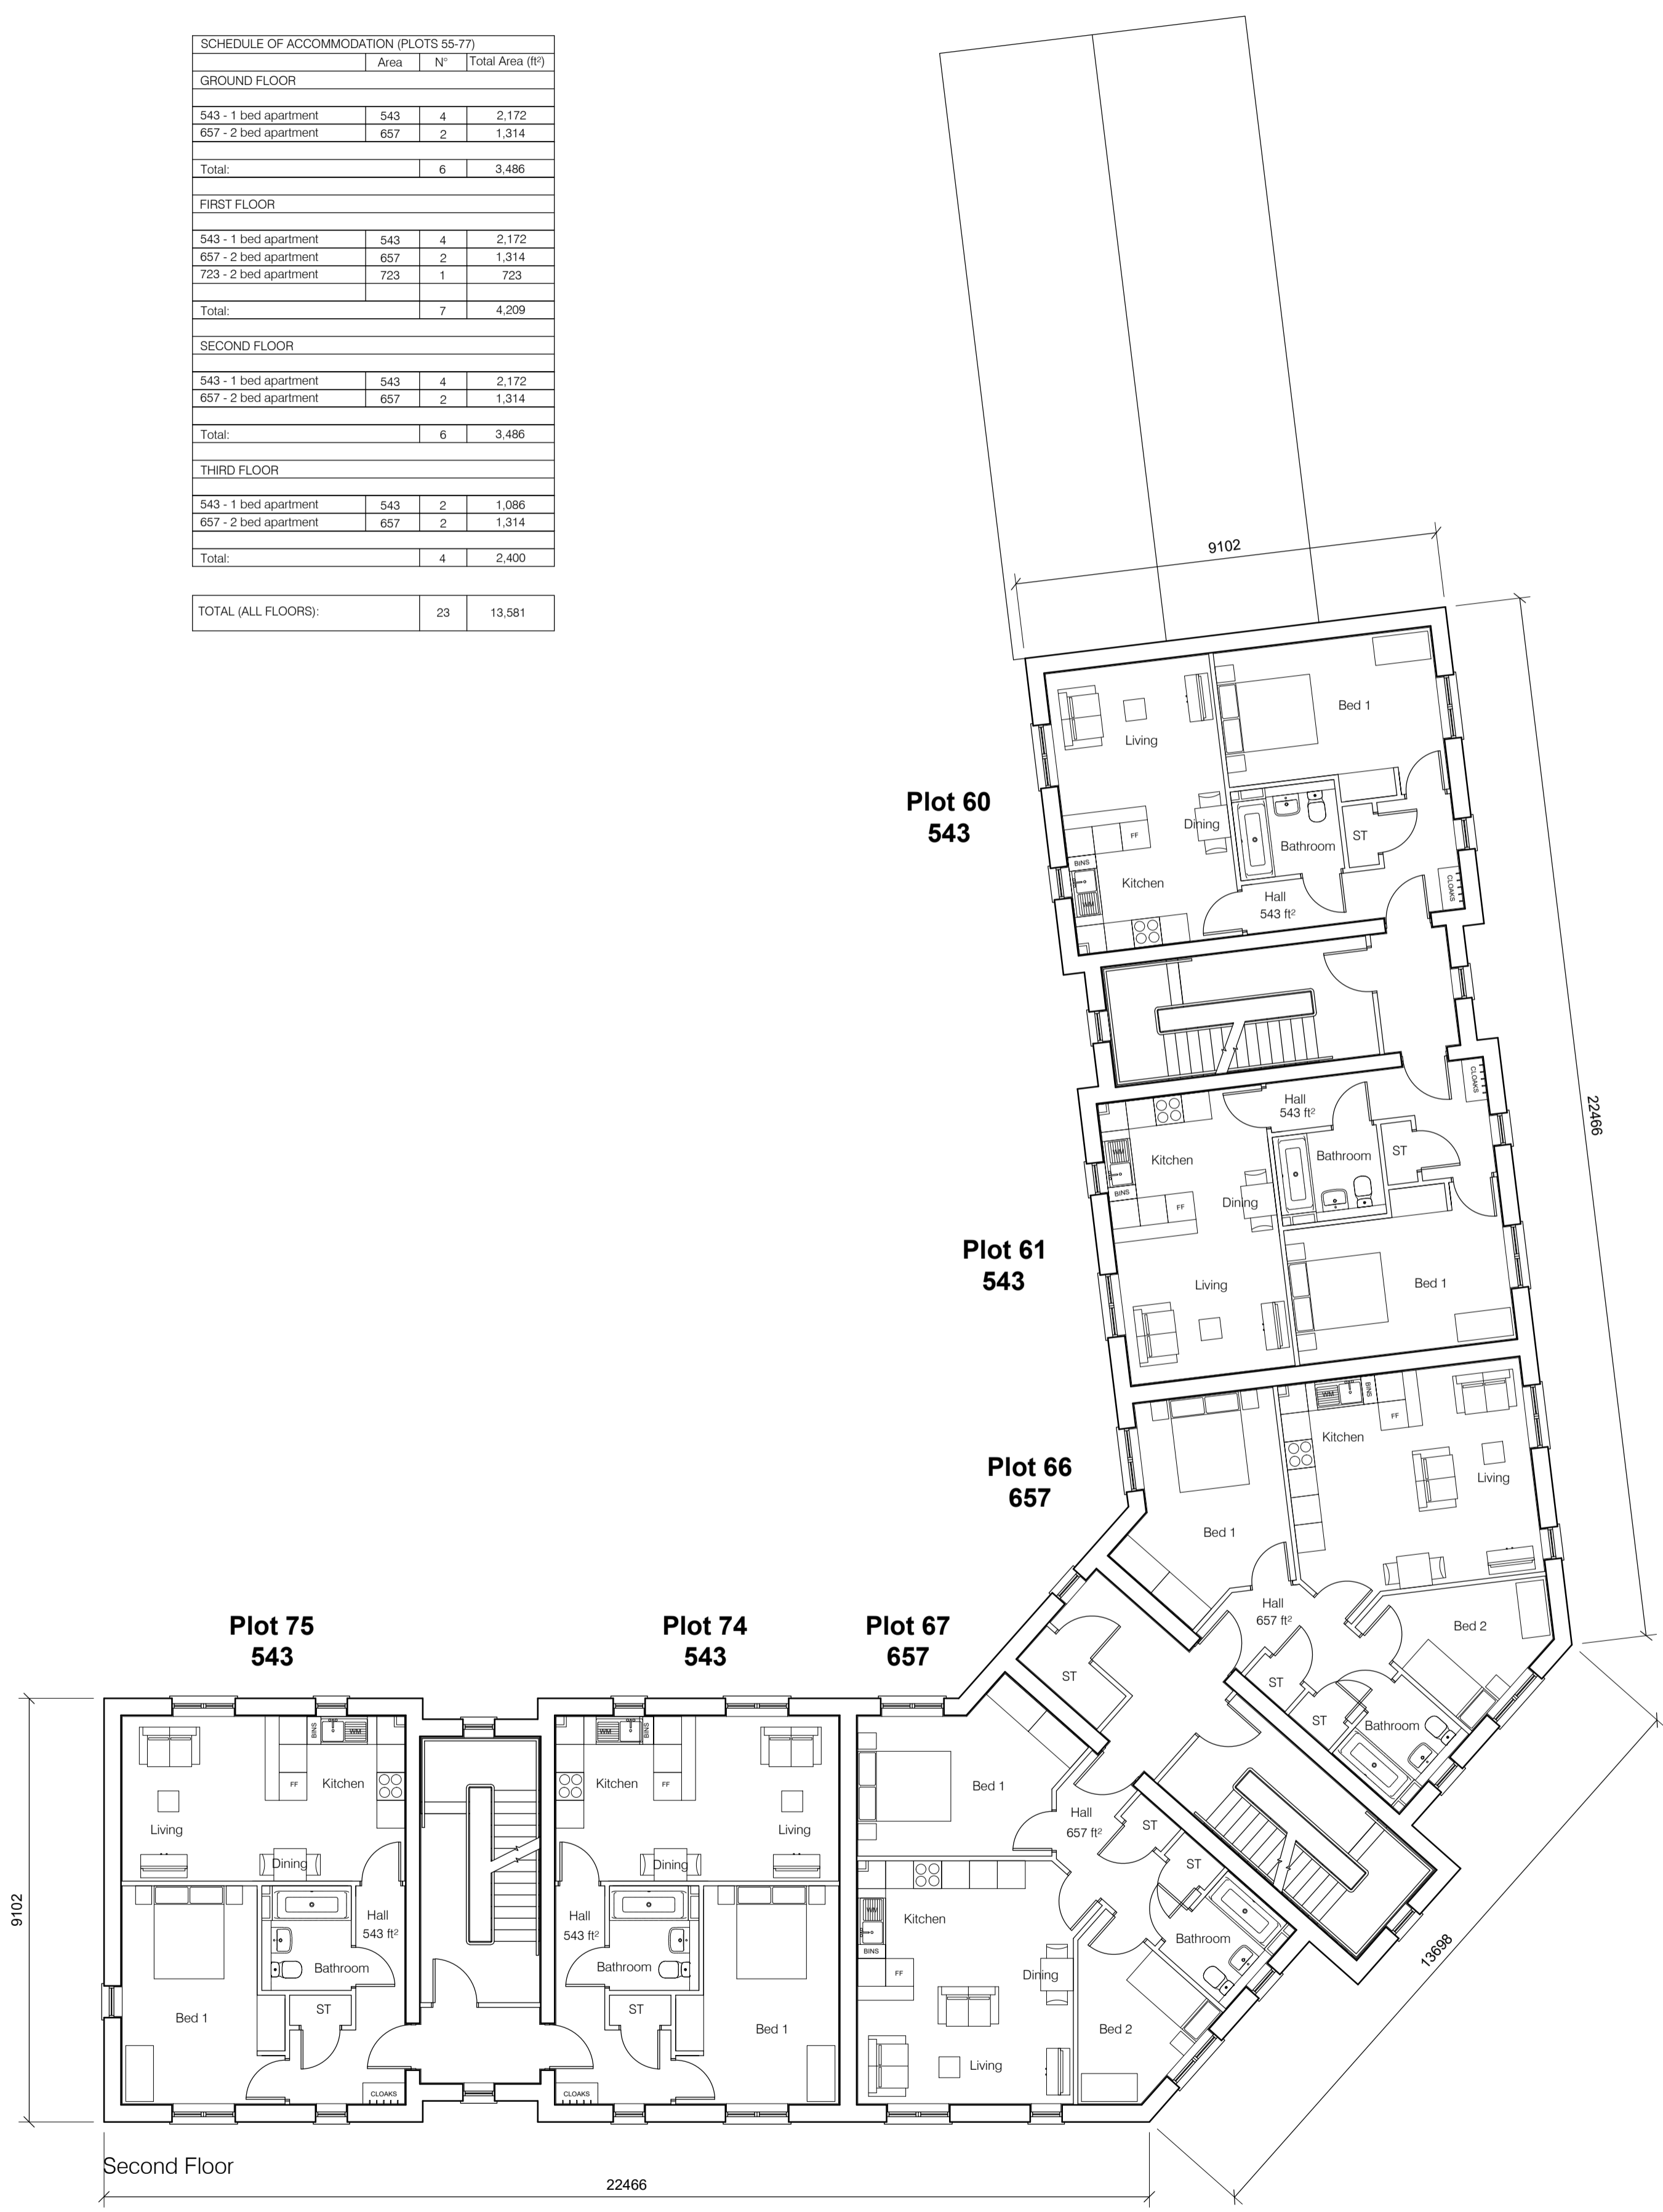 SCHEDULE OF ACCOMMODATION (PLOTS 55-77)
Area N° Total Area (ft²)
GROUND FLOOR
543 - 1 bed apartment 543 4 2,172
657 - 2 bed apartment 657 2 1,314
Total: 6 3,486
FIRST FLOOR
543 - 1 bed apartment 543 4 2,172
657 - 2 bed apartment 657 2 1,314
723 - 2 bed apartment 723 1 723
Total: 7 4,209
SECOND FLOOR
543 - 1 bed apartment 543 4 2,172
657 - 2 bed apartment 657 2 1,314
Total: 6 3,486
THIRD FLOOR
543 - 1 bed apartment 543 2 1,086
657 - 2 bed apartment 657 2 1,314
Total: 4 2,400
TOTAL (ALL FLOORS): 23 13,581
9102
22466
Plot 60
543
Bed 1
Living
Dining
FF
BINS
WM
Kitchen
Bathroom
ST
CLOAKS
Hall
543 ft²
Plot 61
543
Hall
543 ft²
CLOAKS
Kitchen
WM
BINS
FF
Dining
Bathroom
ST
Living
Bed 1
Plot 66
657
WM
BINS
FF
Kitchen
Living
Bed 1
Hall
657 ft²
Bed 2
ST
ST
ST
Bathroom
Plot 75
543
BINS
WM
FF
Kitchen
Living
Dining
Hall
543 ft²
Bathroom
Bed 1
ST
CLOAKS
Plot 74
543
WM
BINS
Kitchen
FF
Living
Dining
Hall
543 ft²
Bathroom
ST
Bed 1
CLOAKS
Plot 67
657
Bed 1
Hall
657 ft²
ST
ST
Kitchen
WM
BINS
FF
Dining
Bathroom
Bed 2
Living
13698
9102
Second Floor
22466